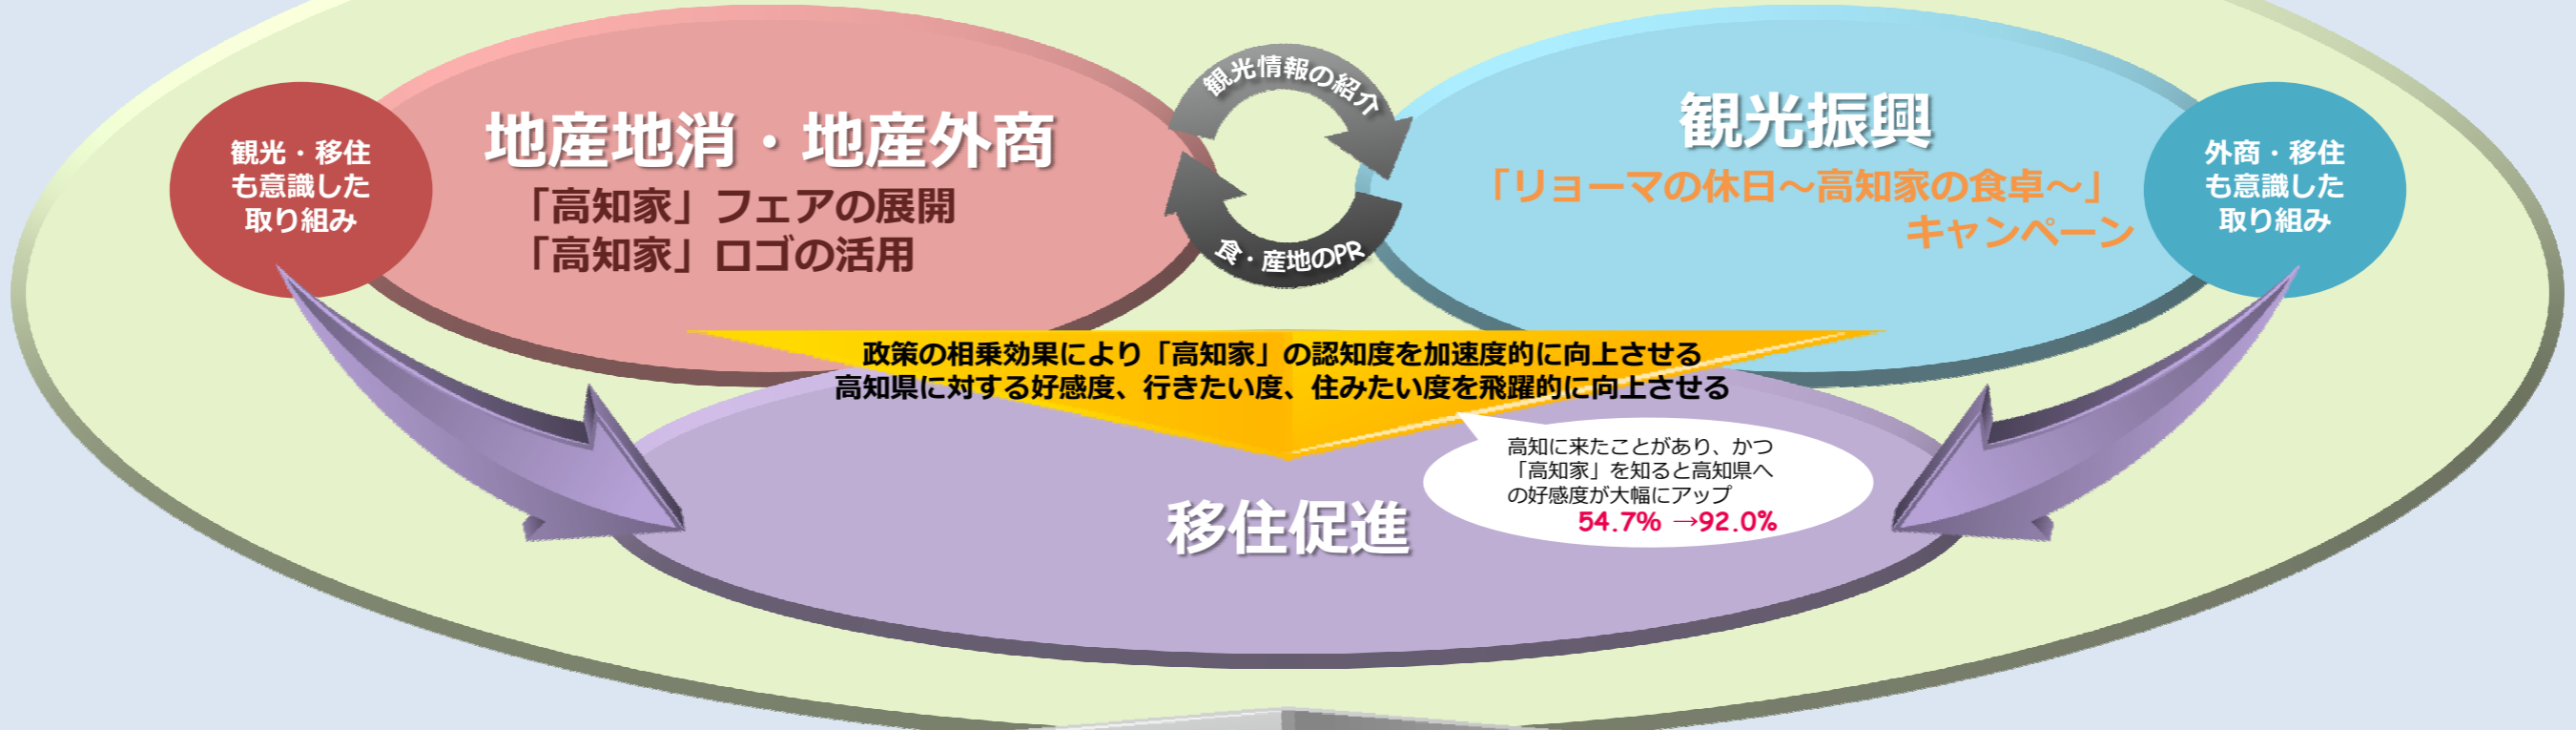 観光・移住
も意識した
取り組み
地産地消・地産外商
「高知家」フェアの展開
「高知家」ロゴの活用
観光情報の紹介
食・産地のPR
観光振興
「リョーマの休日～高知家の食卓～」
キャンペーン
外商・移住
も意識した
取り組み
政策の相乗効果により「高知家」の認知度を加速度的に向上させる
高知県に対する好感度、行きたい度、住みたい度を飛躍的に向上させる
高知に来たことがあり、かつ
「高知家」を知ると高知県へ
の好感度が大幅にアップ
54.7% →92.0%
移住促進